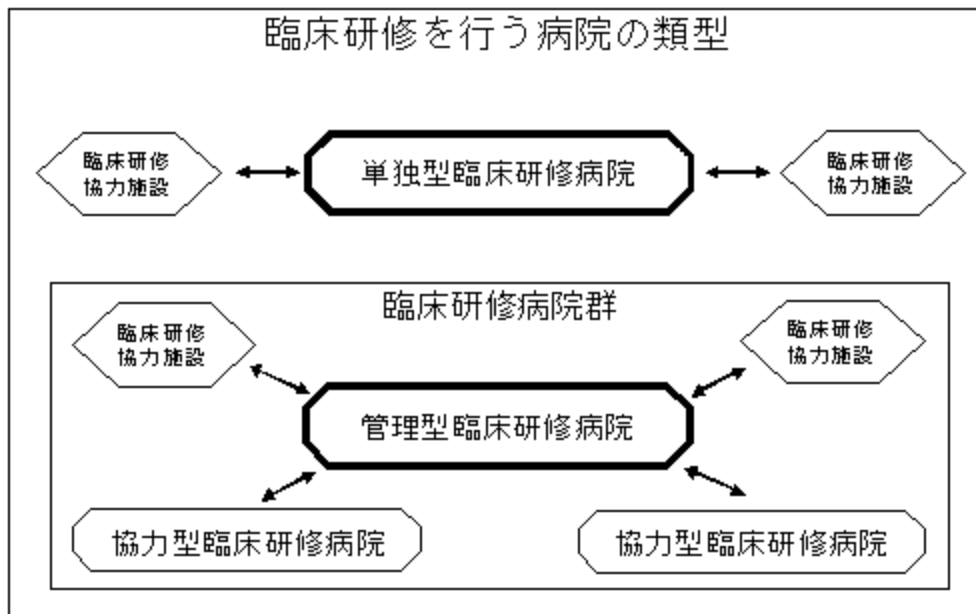 臨床研修を行う病院の類型
臨床研修
協力施設
単独型臨床研修病院
臨床研修
協力施設
臨床研修病院群
臨床研修
協力施設
臨床研修
協力施設
管理型臨床研修病院
協力型臨床研修病院
協力型臨床研修病院